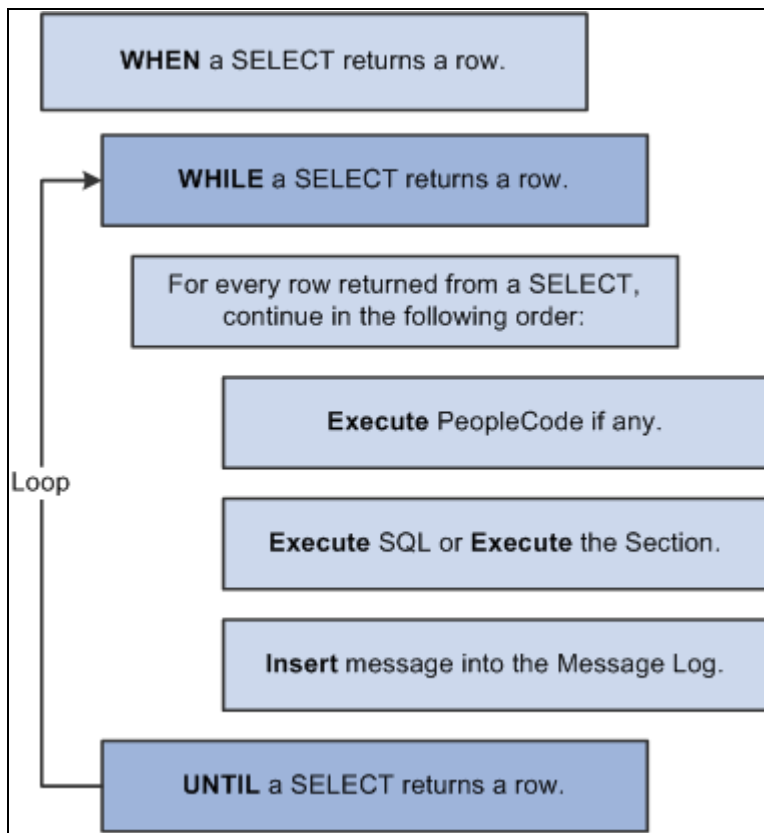 WHEN a SELECT returns a row.
WHILE a SELECT returns a row.
For every row returned from a SELECT,
continue in the following order:
Execute PeopleCode if any.
Loop
Execute SQL or Execute the Section.
Insert message into the Message Log.
UNTIL a SELECT returns a row.